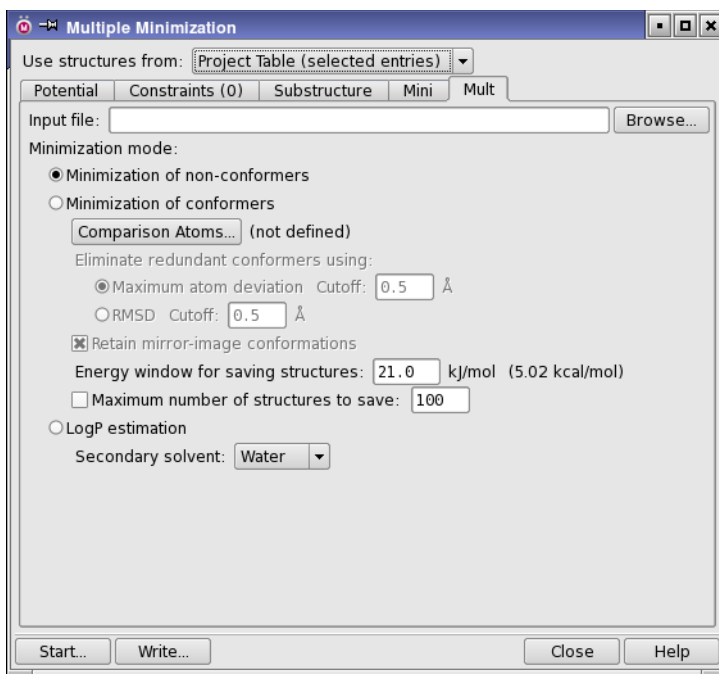 Multiple Minimization
Use structures from: Project Table (selected entries)
Potential Constraints (0) Substructure Mini Mult
Input file: Browse...
Minimization mode:
Minimization of non-conformers
Minimization of conformers
Comparison Atoms... (not defined)
Eliminate redundant conformers using:
Maximum atom deviation Cutoff: 0.5 Å
RMSD Cutoff: 0.5 Å
Retain mirror-image conformations
Energy window for saving structures: 21.0 kJ/mol (5.02 kcal/mol)
Maximum number of structures to save: 100
LogP estimation
Secondary solvent: Water
Start... Write... Close Help